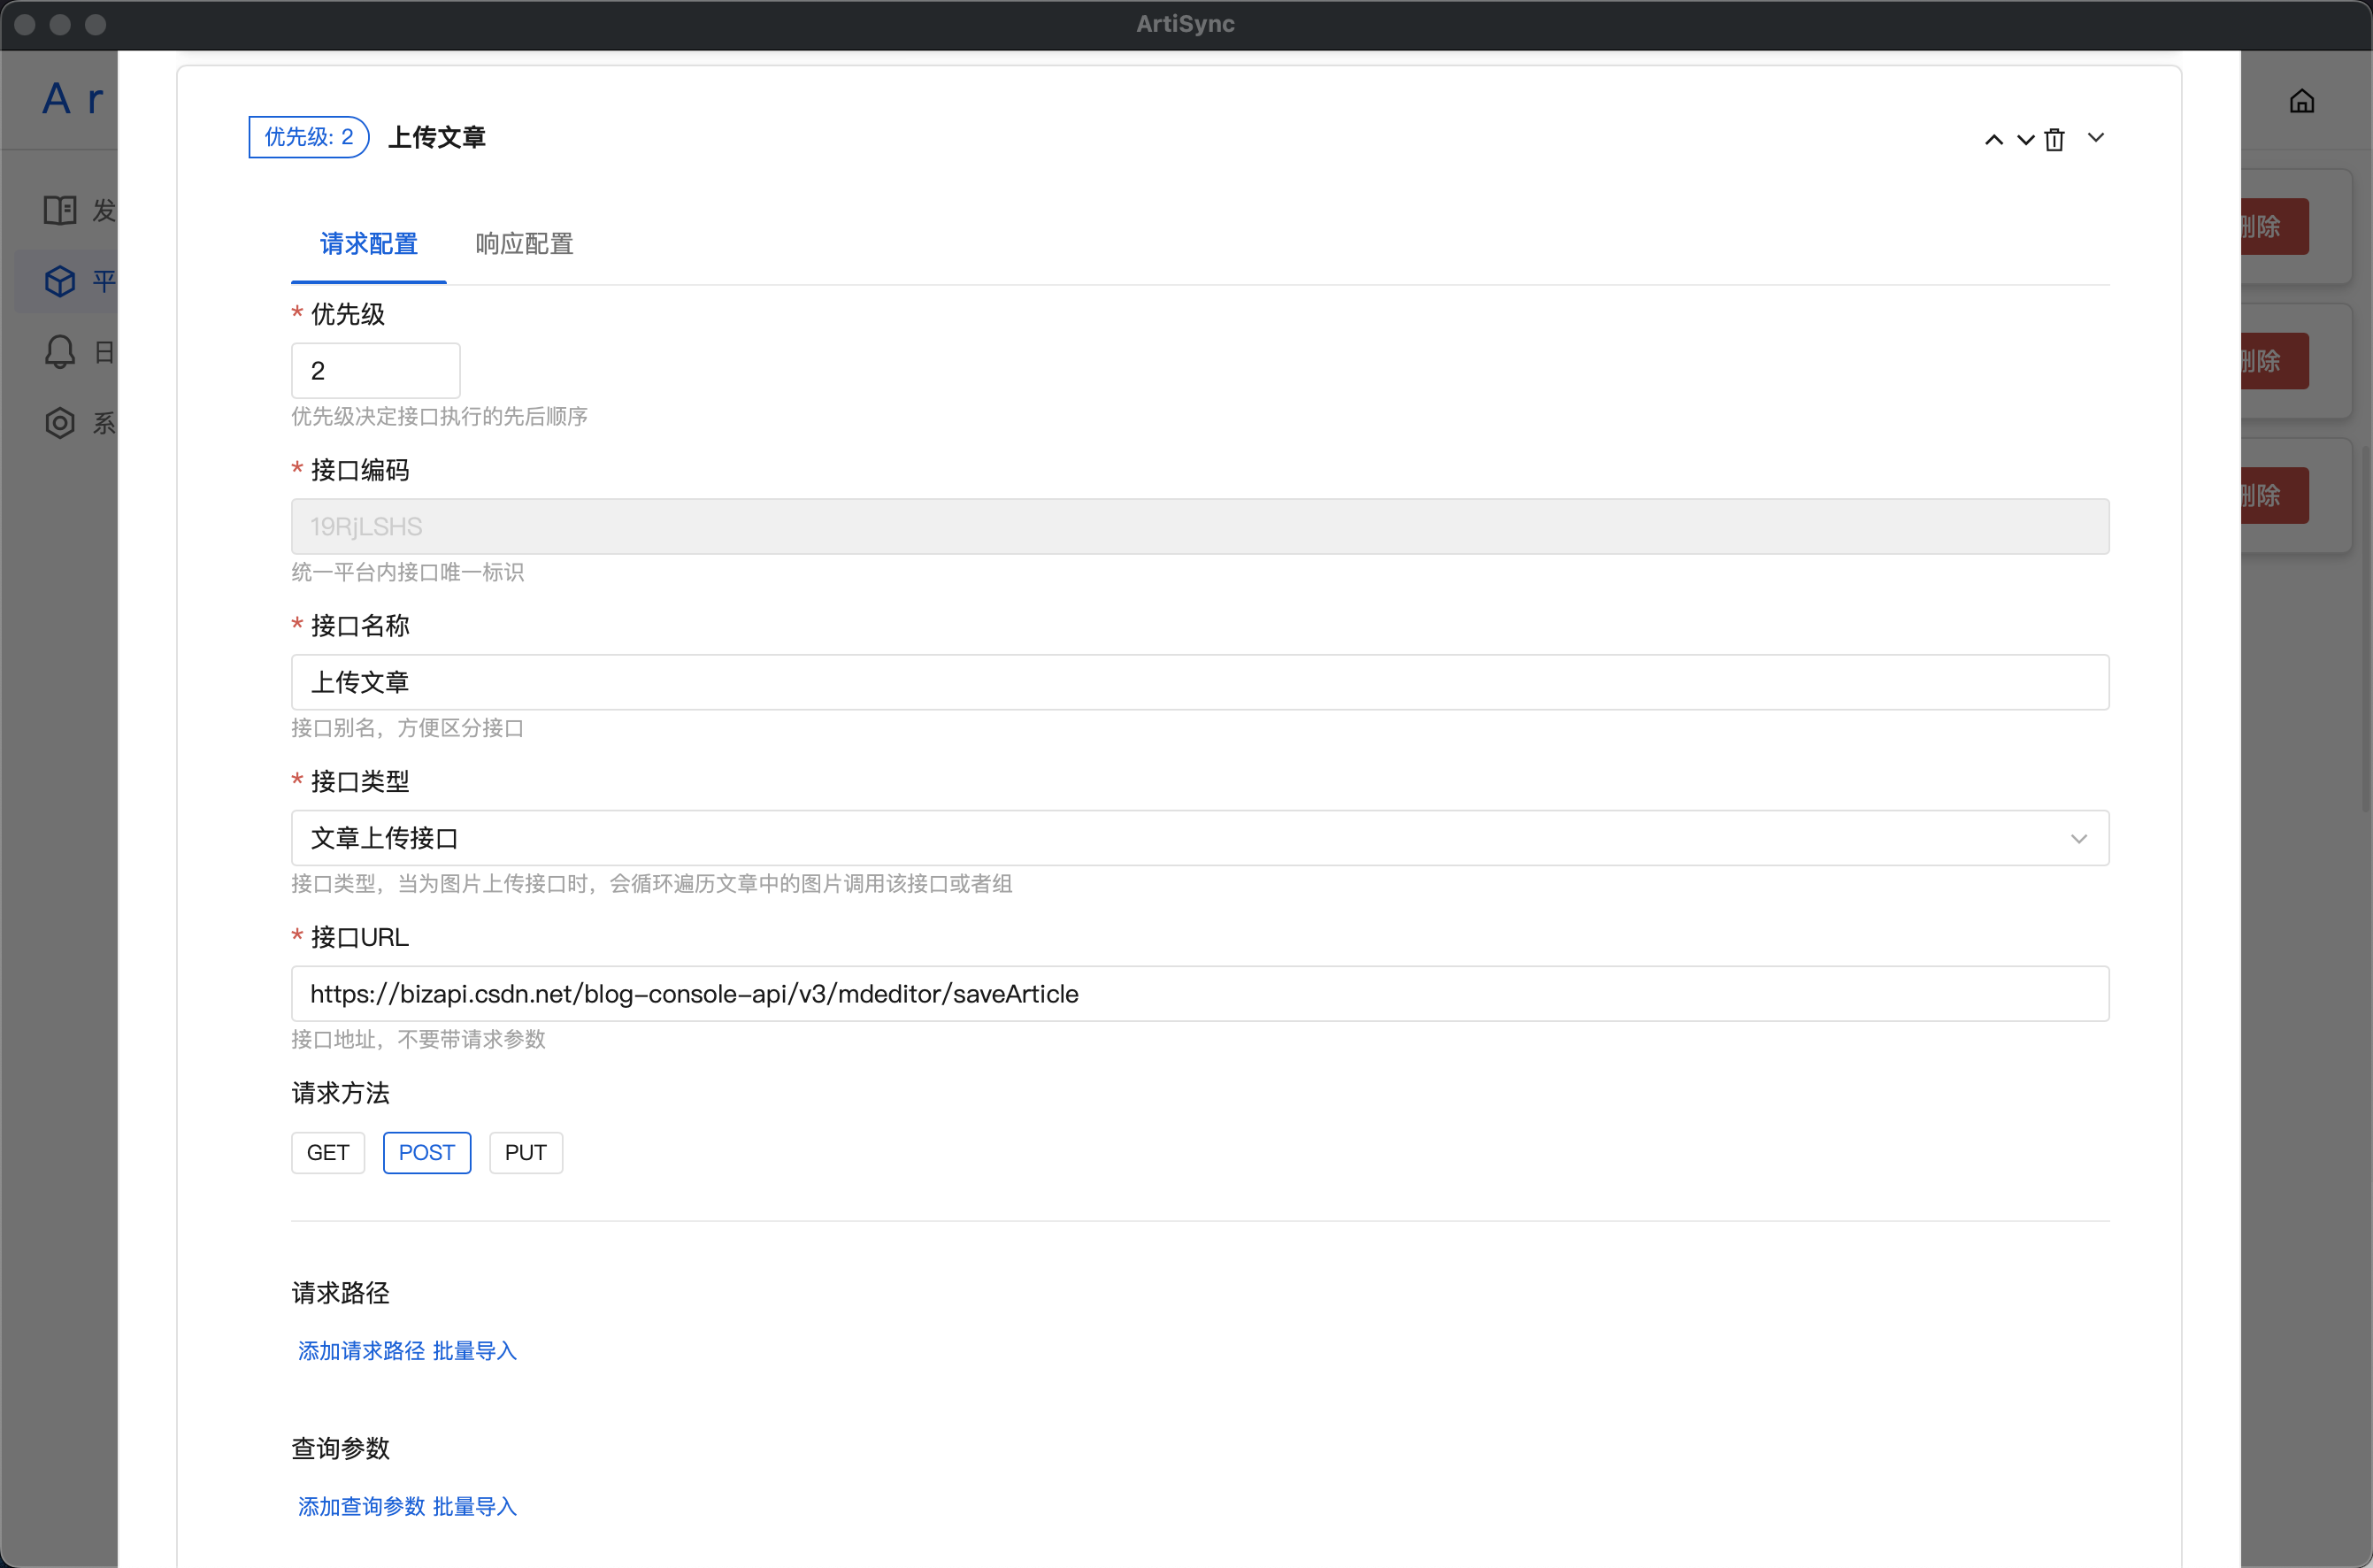 ArtiSync
Ar
发
平
日
系
删除
删除
删除
优先级: 2 上传文章
请求配置 响应配置
* 优先级
2
优先级决定接口执行的先后顺序
* 接口编码
19RjLSHS
统一平台内接口唯一标识
* 接口名称
上传文章
接口别名，方便区分接口
* 接口类型
文章上传接口
接口类型，当为图片上传接口时，会循环遍历文章中的图片调用该接口或者组
* 接口URL
https://bizapi.csdn.net/blog-console-api/v3/mdeditor/saveArticle
接口地址，不要带请求参数
请求方法
GET POST PUT
请求路径
添加请求路径 批量导入
查询参数
添加查询参数 批量导入